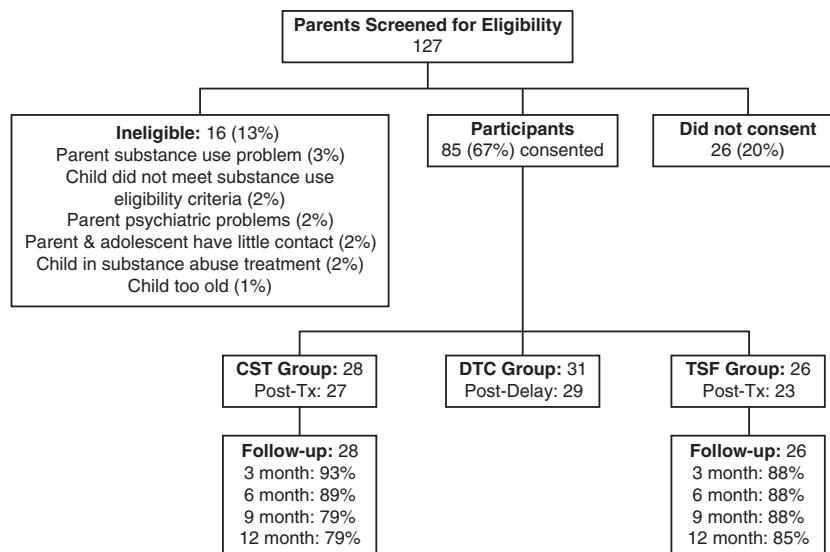 Parents Screened for Eligibility
127
Ineligible: 16 (13%)
Parent substance use problem (3%)
Child did not meet substance use
eligibility criteria (2%)
Parent psychiatric problems (2%)
Parent & adolescent have little contact (2%)
Child in substance abuse treatment (2%)
Child too old (1%)
Participants
85 (67%) consented
Did not consent
26 (20%)
CST Group: 28
Post-Tx: 27
DTC Group: 31
Post-Delay: 29
TSF Group: 26
Post-Tx: 23
Follow-up: 28
3 month: 93%
6 month: 89%
9 month: 79%
12 month: 79%
Follow-up: 26
3 month: 88%
6 month: 88%
9 month: 88%
12 month: 85%